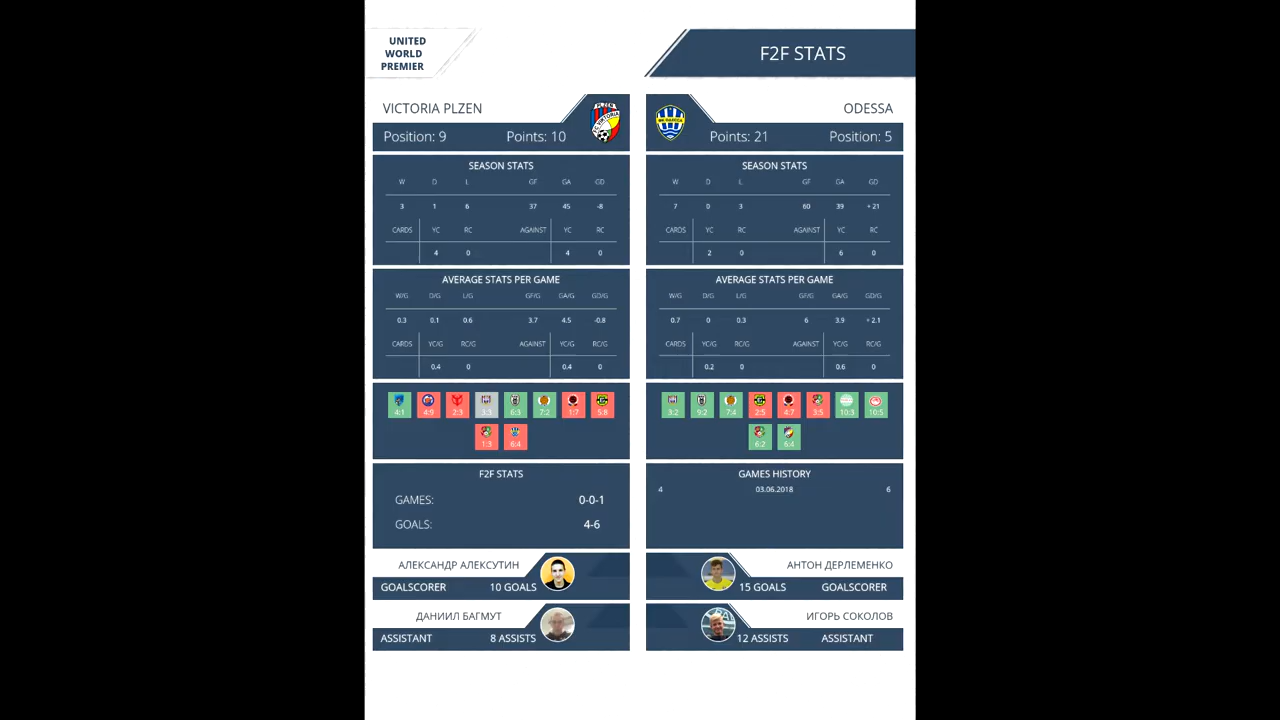 UNITED
WORLD
PREMIER
F2F STATS
VICTORIA PLZEN
Position: 9 Points: 10
SEASON STATS
W D L GF GA GD
3 1 6 37 45 -8
CARDS YC RC AGAINST YC RC
4 0 4 0
AVERAGE STATS PER GAME
W/G D/G L/G GF/G GA/G GD/G
0.3 0.1 0.6 3.7 4.5 -0.8
CARDS YC/G RC/G AGAINST YC/G RC/G
0.4 0 0.4 0
4:1 4:9 2:3 3:3 6:3 7:2 1:7 5:8
1:3 6:4
F2F STATS
GAMES: 0-0-1
GOALS: 4-6
АЛЕКСАНДР АЛЕКСУТИН
GOALSCORER 10 GOALS
ДАНИИЛ БАГМУТ
ASSISTANT 8 ASSISTS
ODESSA
Points: 21 Position: 5
SEASON STATS
W D L GF GA GD
7 0 3 60 39 + 21
CARDS YC RC AGAINST YC RC
2 0 6 0
AVERAGE STATS PER GAME
W/G D/G L/G GF/G GA/G GD/G
0.7 0 0.3 6 3.9 + 2.1
CARDS YC/G RC/G AGAINST YC/G RC/G
0.2 0 0.6 0
3:2 9:2 7:4 2:5 4:7 3:5 10:3 10:5
6:2 6:4
GAMES HISTORY
4 03.06.2018 6
АНТОН ДЕРЛЕМЕНКО
15 GOALS GOALSCORER
ИГОРЬ СОКОЛОВ
12 ASSISTS ASSISTANT